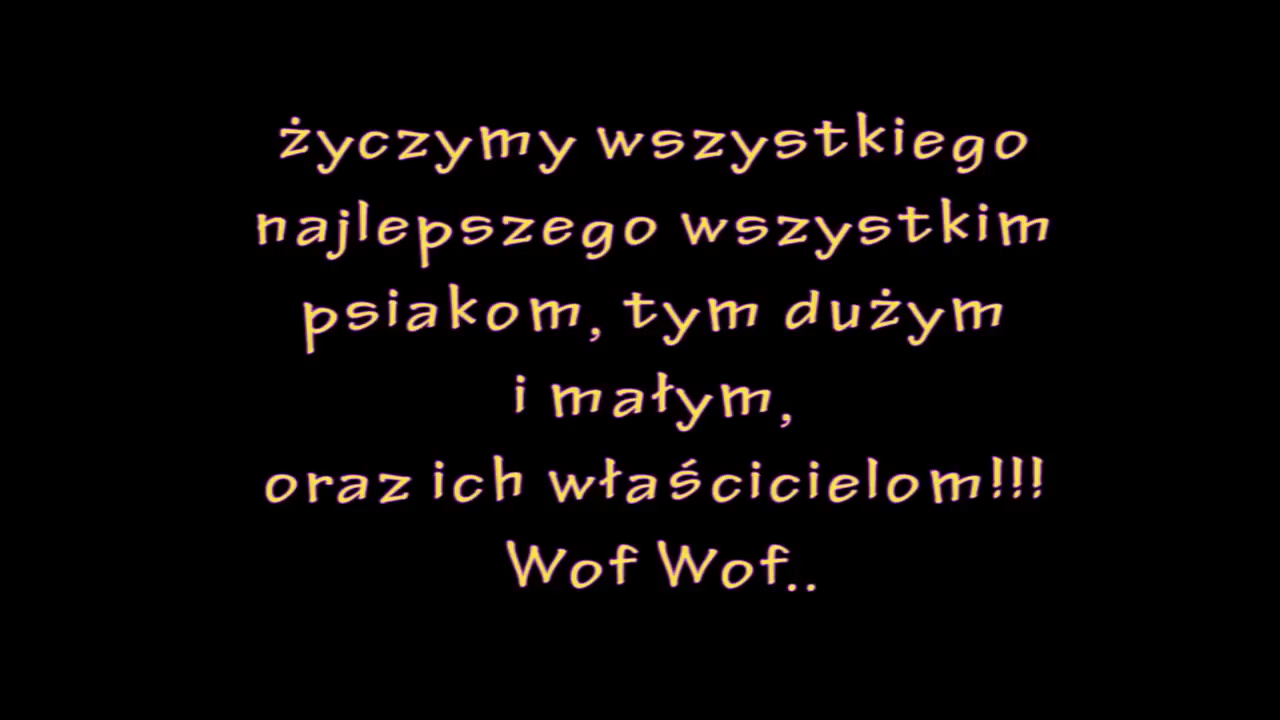 życzymy wszystkiego
najlepszego wszystkim
psiakom, tym dużym
i małym,
oraz ich właścicielom!!!
Wof Wof..